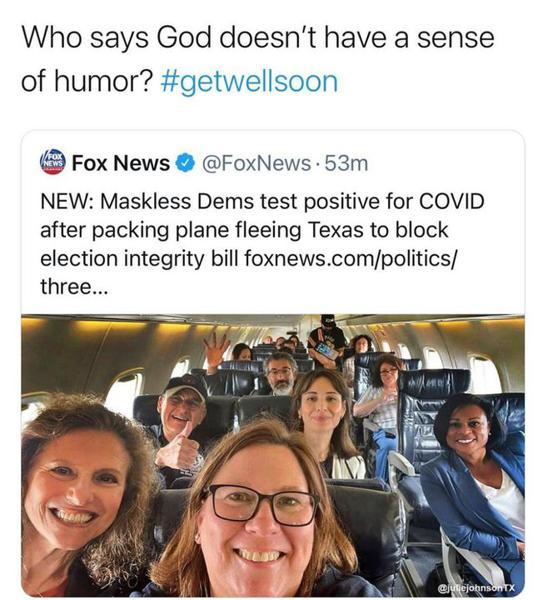 Who says God doesn't have a sense
of humor? #getwellsoon
FOX
NEWS
channel
Fox News @FoxNews · 53m
NEW: Maskless Dems test positive for COVID
after packing plane fleeing Texas to block
election integrity bill foxnews.com/politics/
three...
@juliejohnsonTX